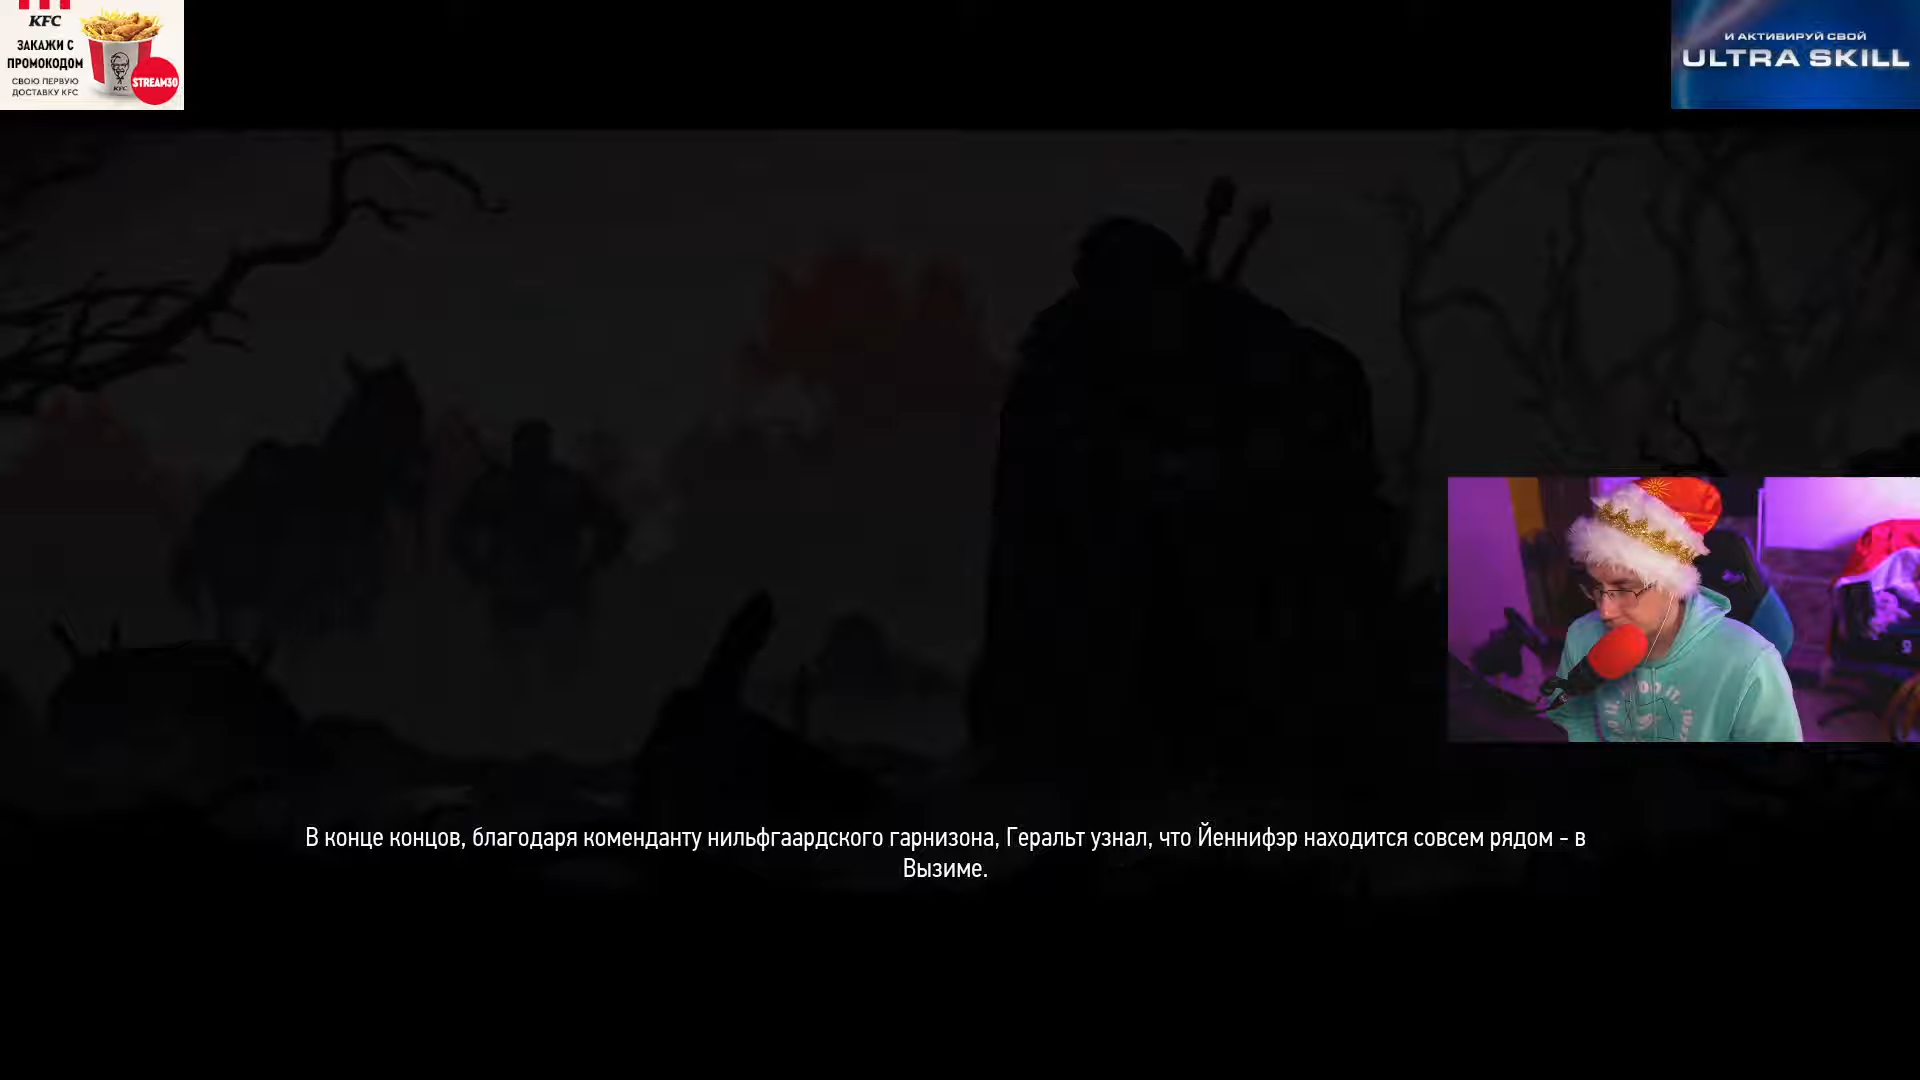 KFC
ЗАКАЖИ С
ПРОМОКОДОМ
СВОЮ ПЕРВУЮ
ДОСТАВКУ KFC
STREAM30
KFC
И АКТИВИРУЙ СВОЙ
ULTRA SKILL
В конце концов, благодаря коменданту нильфгаардского гарнизона, Геральт узнал, что Йеннифэр находится совсем рядом - в
Вызиме.